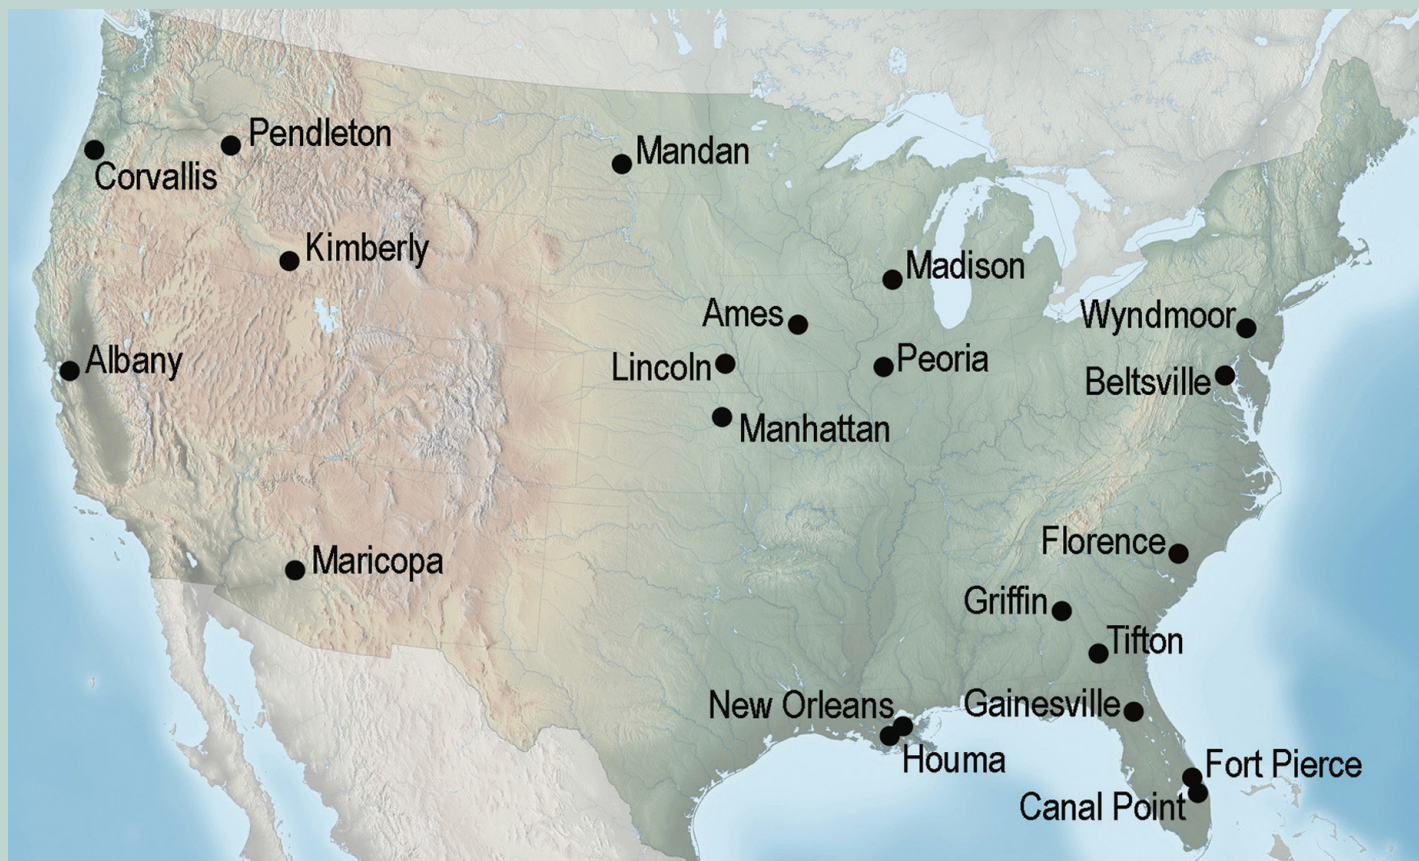 Pendleton
Mandan
Corvallis
Kimberly
Madison
Ames
Wyndmoor
Albany
Lincoln
Peoria
Beltsville
Manhattan
Florence
Maricopa
Griffin
Tifton
New Orleans
Gainesville
Houma
Fort Pierce
Canal Point